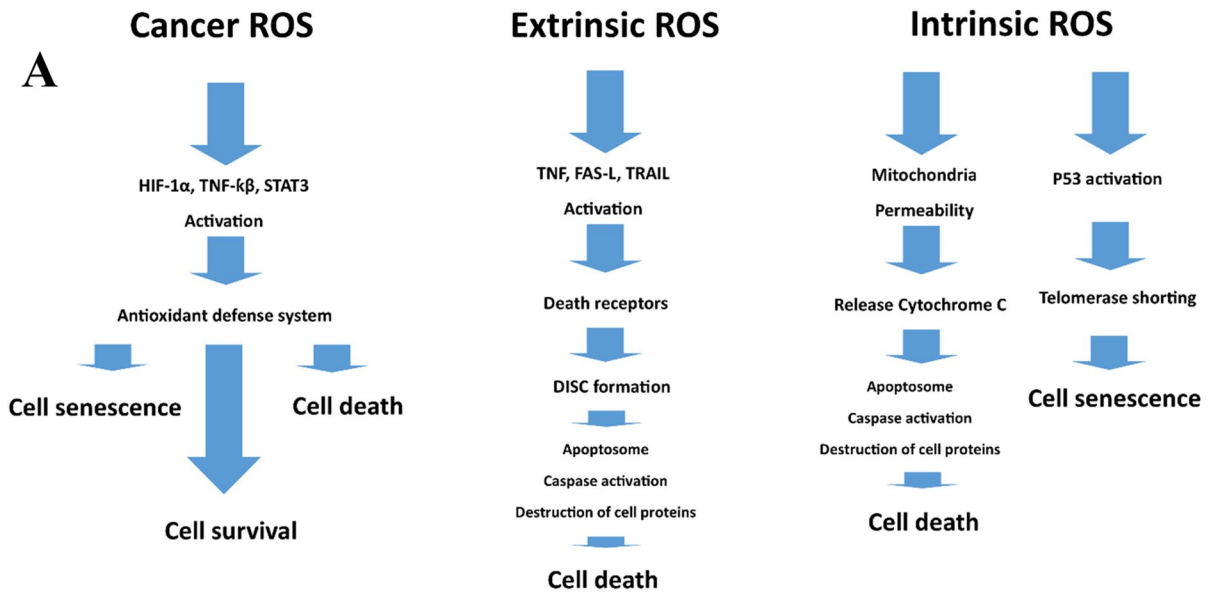 Cancer ROS
A
HIF-1α, TNF-ƙβ, STAT3
Activation
Antioxidant defense system
Cell senescence
Cell death
Cell survival
Extrinsic ROS
TNF, FAS-L, TRAIL
Activation
Death receptors
DISC formation
Apoptosome
Caspase activation
Destruction of cell proteins
Cell death
Intrinsic ROS
Mitochondria
Permeability
Release Cytochrome C
Apoptosome
Caspase activation
Destruction of cell proteins
Cell death
P53 activation
Telomerase shorting
Cell senescence